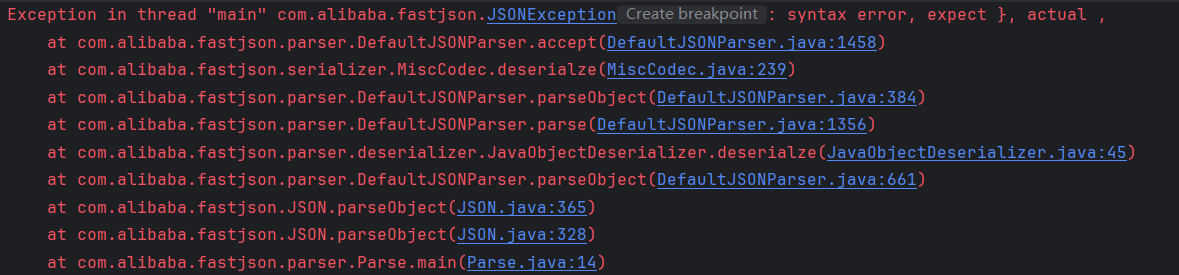 Exception in thread "main" com.alibaba.fastjson.JSONException Create breakpoint : syntax error, expect }, actual ,
at com.alibaba.fastjson.parser.DefaultJSONParser.accept(DefaultJSONParser.java:1458)
at com.alibaba.fastjson.serializer.MiscCodec.deserialze(MiscCodec.java:239)
at com.alibaba.fastjson.parser.DefaultJSONParser.parseObject(DefaultJSONParser.java:384)
at com.alibaba.fastjson.parser.DefaultJSONParser.parse(DefaultJSONParser.java:1356)
at com.alibaba.fastjson.parser.deserializer.JavaObjectDeserializer.deserialze(JavaObjectDeserializer.java:45)
at com.alibaba.fastjson.parser.DefaultJSONParser.parseObject(DefaultJSONParser.java:661)
at com.alibaba.fastjson.JSON.parseObject(JSON.java:365)
at com.alibaba.fastjson.JSON.parseObject(JSON.java:328)
at com.alibaba.fastjson.parser.Parse.main(Parse.java:14)